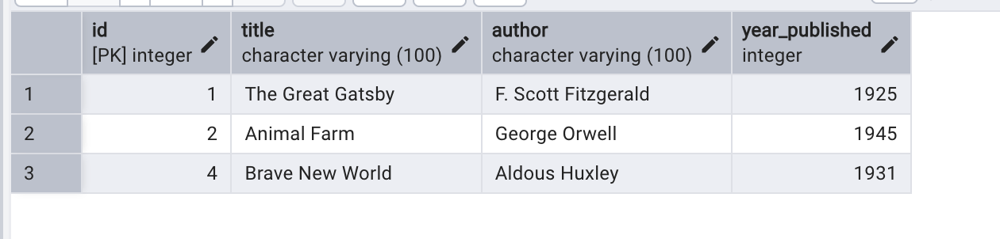 id title author year_published
[PK] integer character varying (100) character varying (100) integer
1 1 The Great Gatsby F. Scott Fitzgerald 1925
2 2 Animal Farm George Orwell 1945
3 4 Brave New World Aldous Huxley 1931